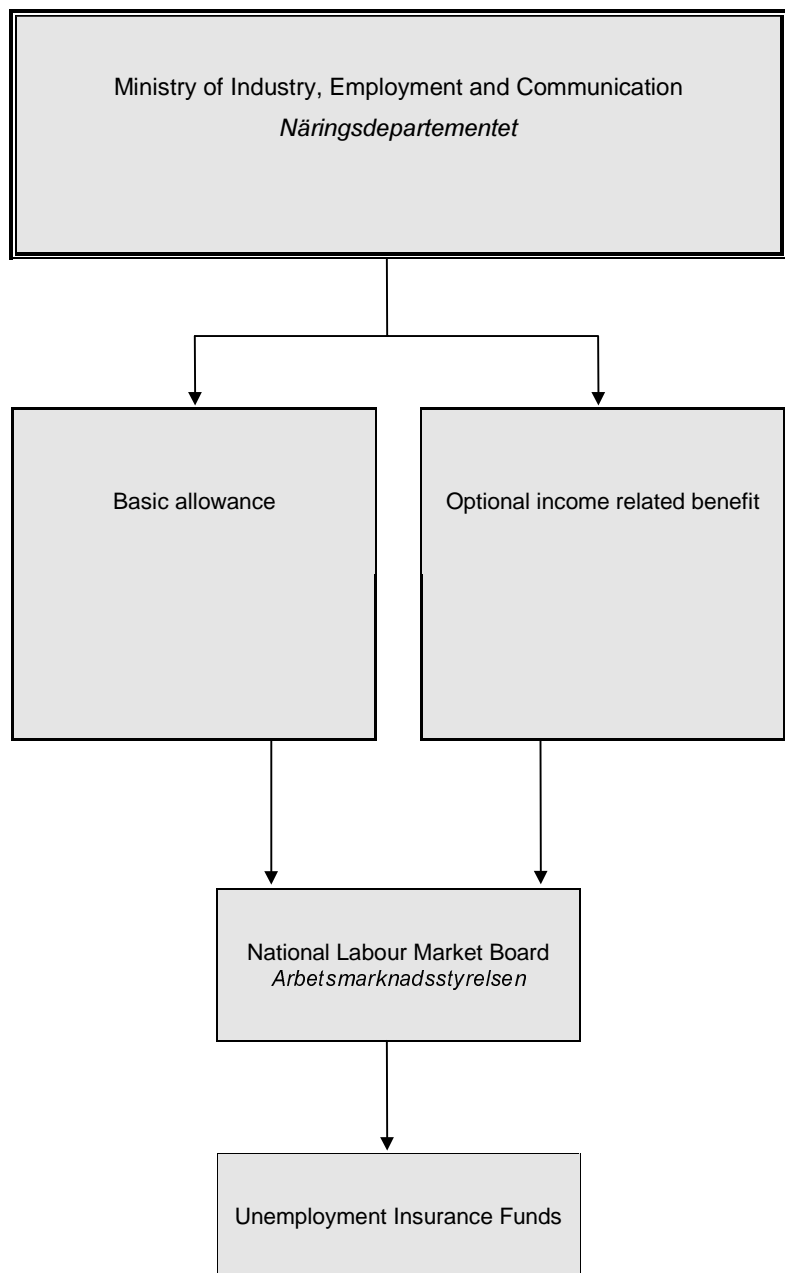 Ministry of Industry, Employment and Communication
Näringsdepartementet
Basic allowance
Optional income related benefit
National Labour Market Board
Arbetsmarknadsstyrelsen
Unemployment Insurance Funds